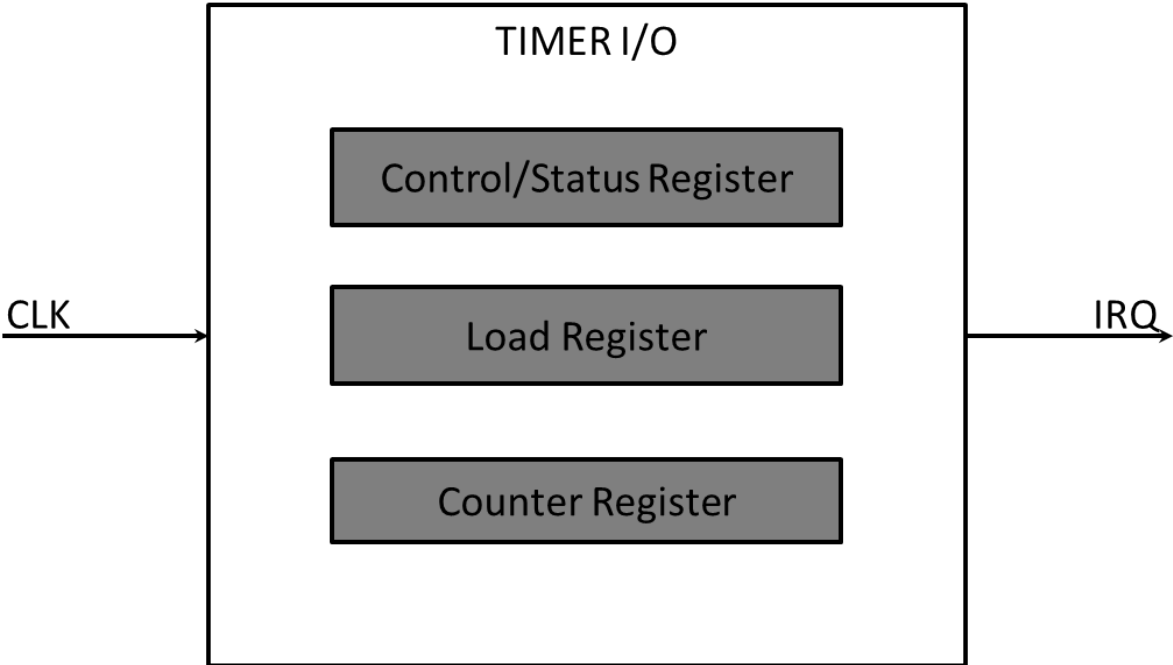 TIMER I/O
Control/Status Register
CLK
Load Register
IRQ
Counter Register